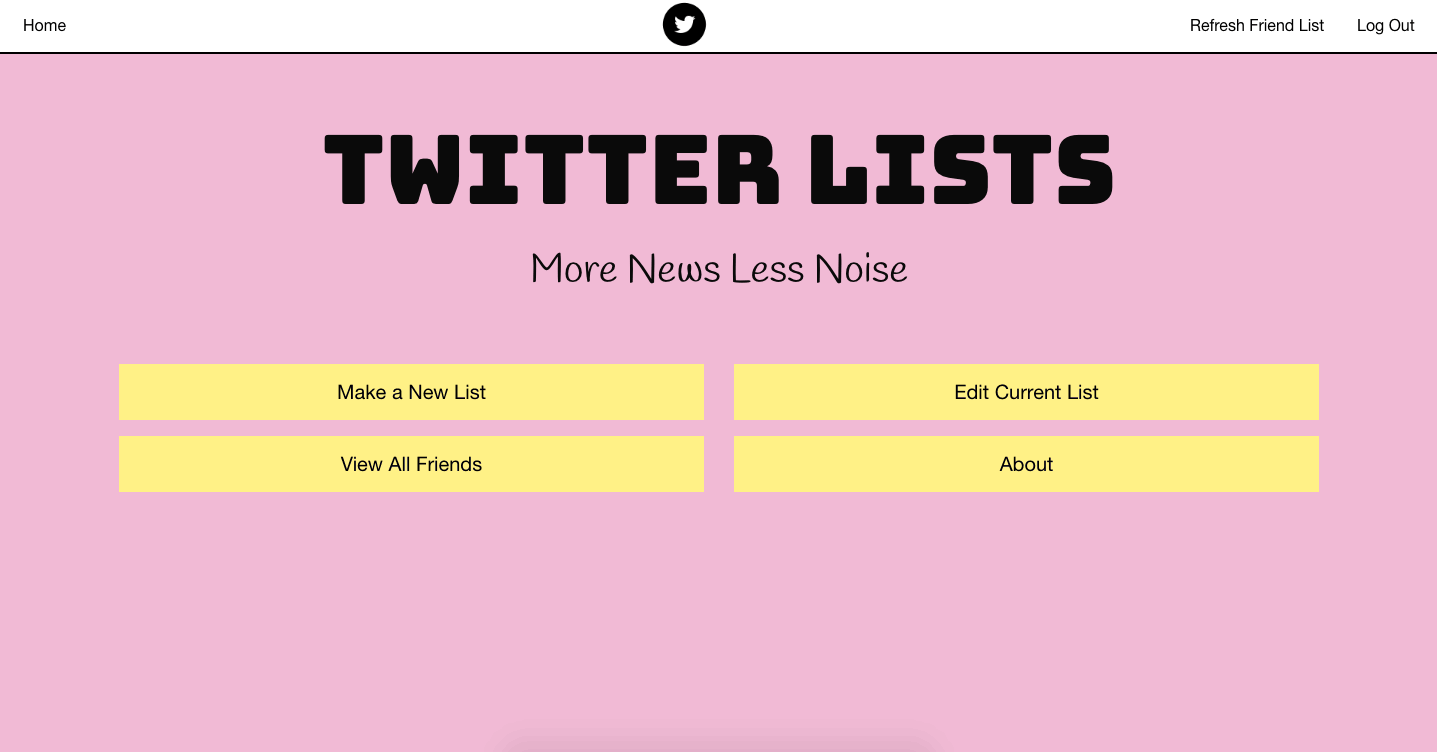 Home
Refresh Friend List
Log Out
TWITTER LISTS
More News Less Noise
Make a New List
Edit Current List
View All Friends
About